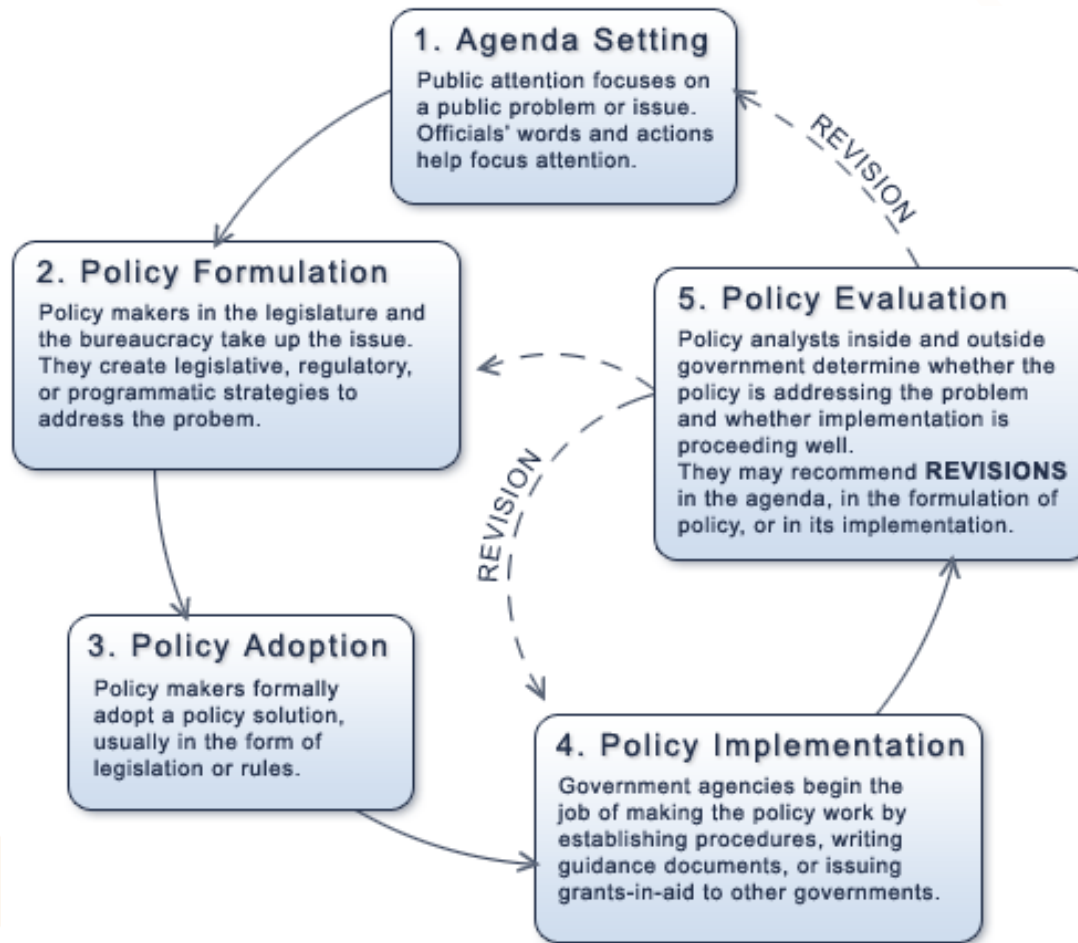 1. Agenda Setting
Public attention focuses on
a public problem or issue.
Officials' words and actions
help focus attention.
REVISION
2. Policy Formulation
Policy makers in the legislature and
the bureaucracy take up the issue.
They create legislative, regulatory,
or programmatic strategies to
address the probem.
5. Policy Evaluation
Policy analysts inside and outside
government determine whether the
policy is addressing the problem
and whether implementation is
proceeding well.
They may recommend REVISIONS
in the agenda, in the formulation of
policy, or in its implementation.
REVISION
3. Policy Adoption
Policy makers formally
adopt a policy solution,
usually in the form of
legislation or rules.
4. Policy Implementation
Government agencies begin the
job of making the policy work by
establishing procedures, writing
guidance documents, or issuing
grants-in-aid to other governments.